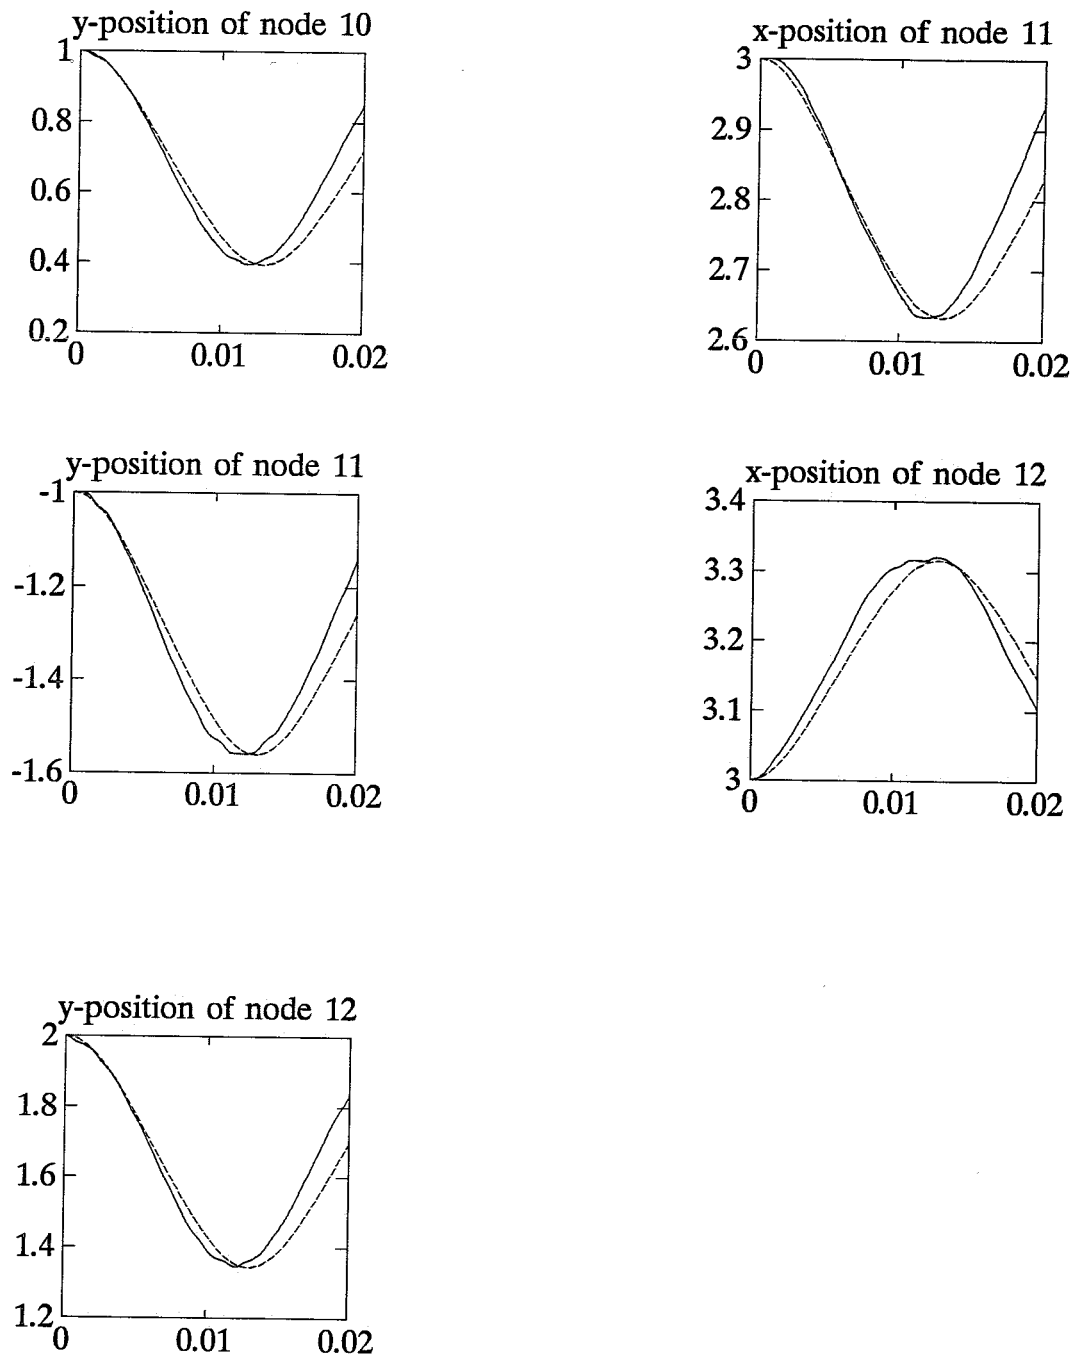 y-position of node 10
1
0.8
0.6
0.4
0.2
0 0.01 0.02
x-position of node 11
3
2.9
2.8
2.7
2.6
0 0.01 0.02
y-position of node 11
-1
-1.2
-1.4
-1.6
0 0.01 0.02
x-position of node 12
3.4
3.3
3.2
3.1
3
0 0.01 0.02
y-position of node 12
2
1.8
1.6
1.4
1.2
0 0.01 0.02